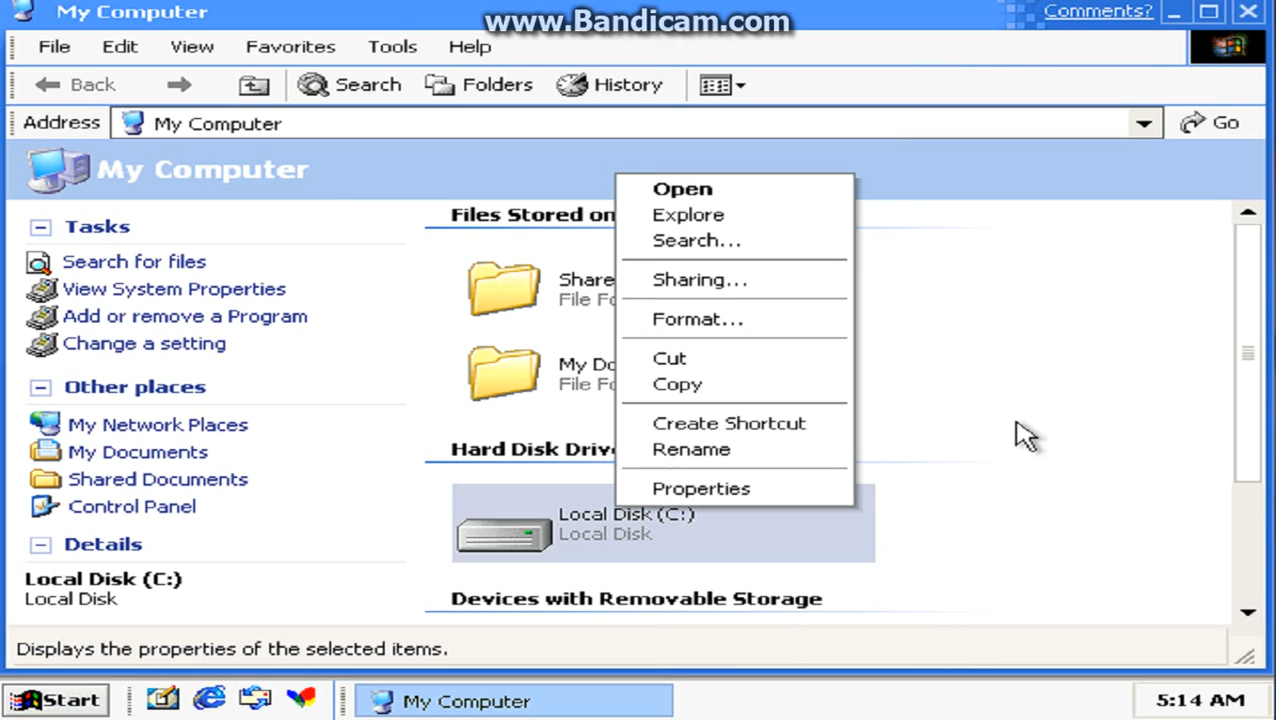 My Computer
www.Bandicam.com
Comments?
File Edit View Favorites Tools Help
Back Search Folders History
Address My Computer Go
My Computer
Tasks
Search for files
View System Properties
Add or remove a Program
Change a setting
Other places
My Network Places
My Documents
Shared Documents
Control Panel
Details
Local Disk (C:)
Local Disk
Files Stored on
Share
File Fo
My Do
File Fo
Hard Disk Drive
Local Disk (C:)
Local Disk
Devices with Removable Storage
Open
Explore
Search...
Sharing...
Format...
Cut
Copy
Create Shortcut
Rename
Properties
Displays the properties of the selected items.
Start My Computer 5:14 AM